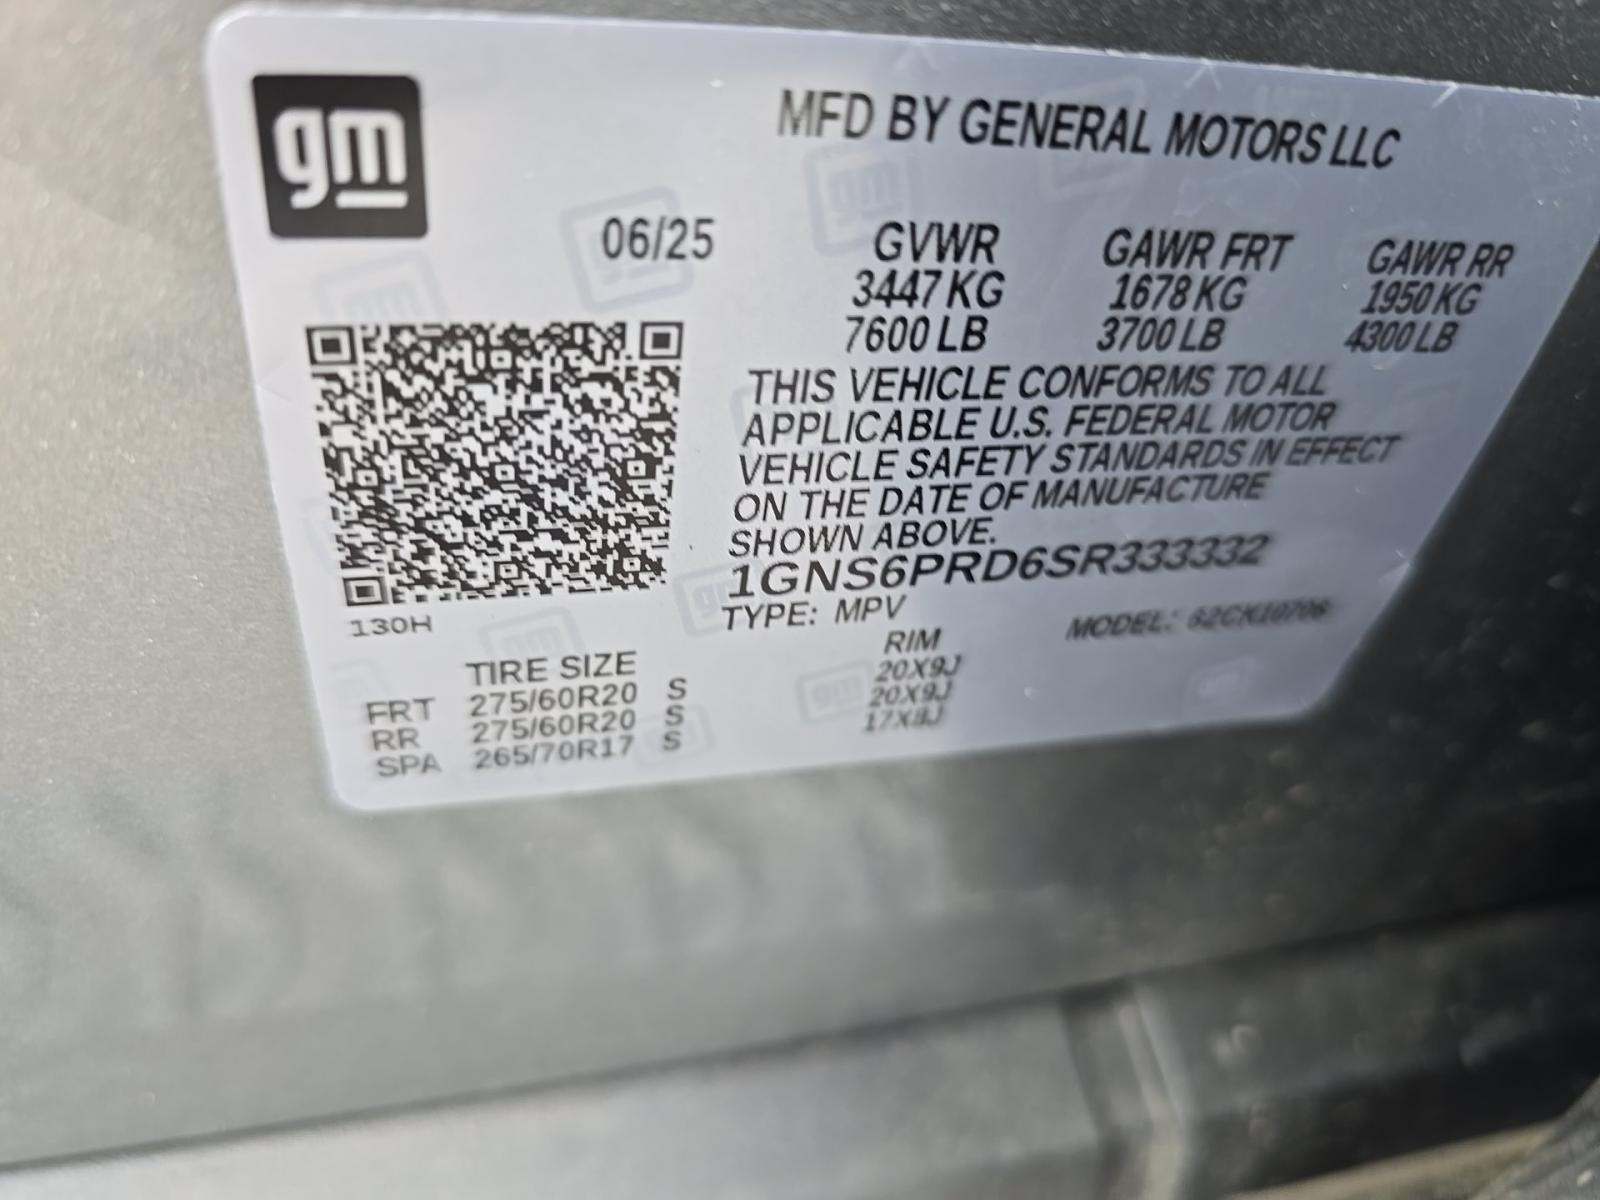 gm
MFD BY GENERAL MOTORS LLC
06/25
GVWR GAWR FRT GAWR RR
3447 KG 1678 KG 1950 KG
7600 LB 3700 LB 4300 LB
THIS VEHICLE CONFORMS TO ALL
APPLICABLE U.S. FEDERAL MOTOR
VEHICLE SAFETY STANDARDS IN EFFECT
ON THE DATE OF MANUFACTURE
SHOWN ABOVE.
1GNS6PRD6SR333332
130H
TYPE: MPV MODEL:
TIRE SIZE RIM
FRT 275/60R20 S 20X9J
RR 275/60R20 S 20X9J
SPA 265/70R17 S 17X8J